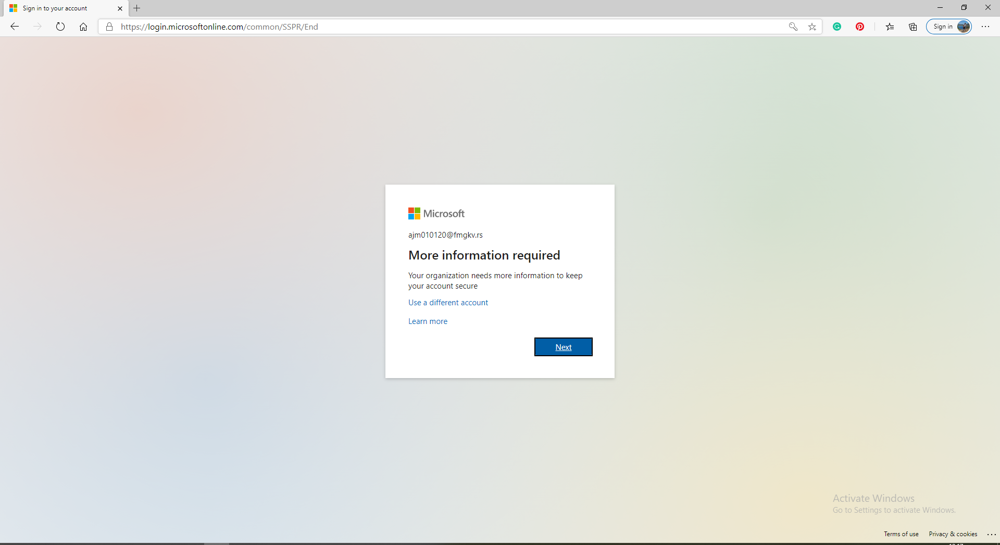 Sign in to your account
https://login.microsoftonline.com/common/SSPR/End
Sign in
Microsoft
ajm010120@fmgkv.rs
More information required
Your organization needs more information to keep
your account secure
Use a different account
Learn more
Next
Activate Windows
Go to Settings to activate Windows.
Terms of use
Privacy & cookies